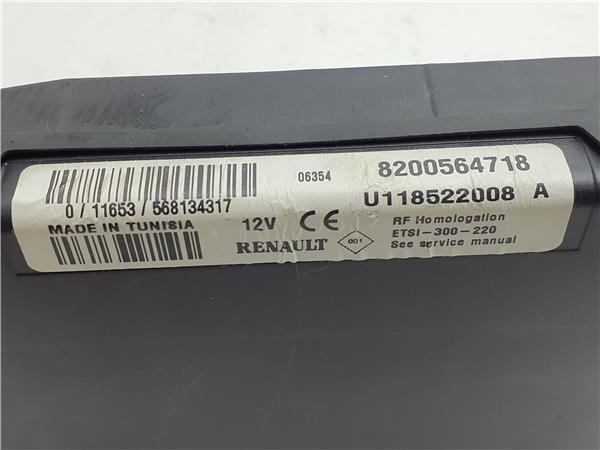 06354
8200564718
0 / 11653 / 568134317
U118522008 A
MADE IN TUNISIA
12V CE
RF Homologation
RENAULT
001
ETSI-300-220
See service manual